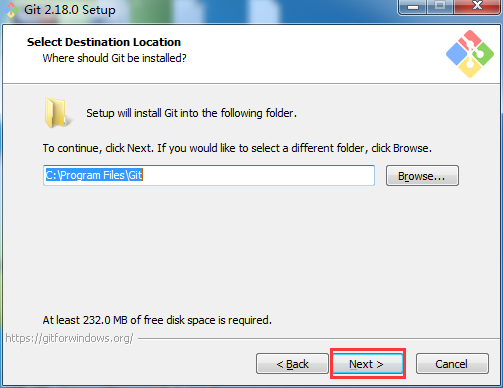 Git 2.18.0 Setup
Select Destination Location
Where should Git be installed?
Setup will install Git into the following folder.
To continue, click Next. If you would like to select a different folder, click Browse.
C:\Program Files\Git
Browse...
At least 232.0 MB of free disk space is required.
https://gitforwindows.org/
< Back
Next >
Cancel